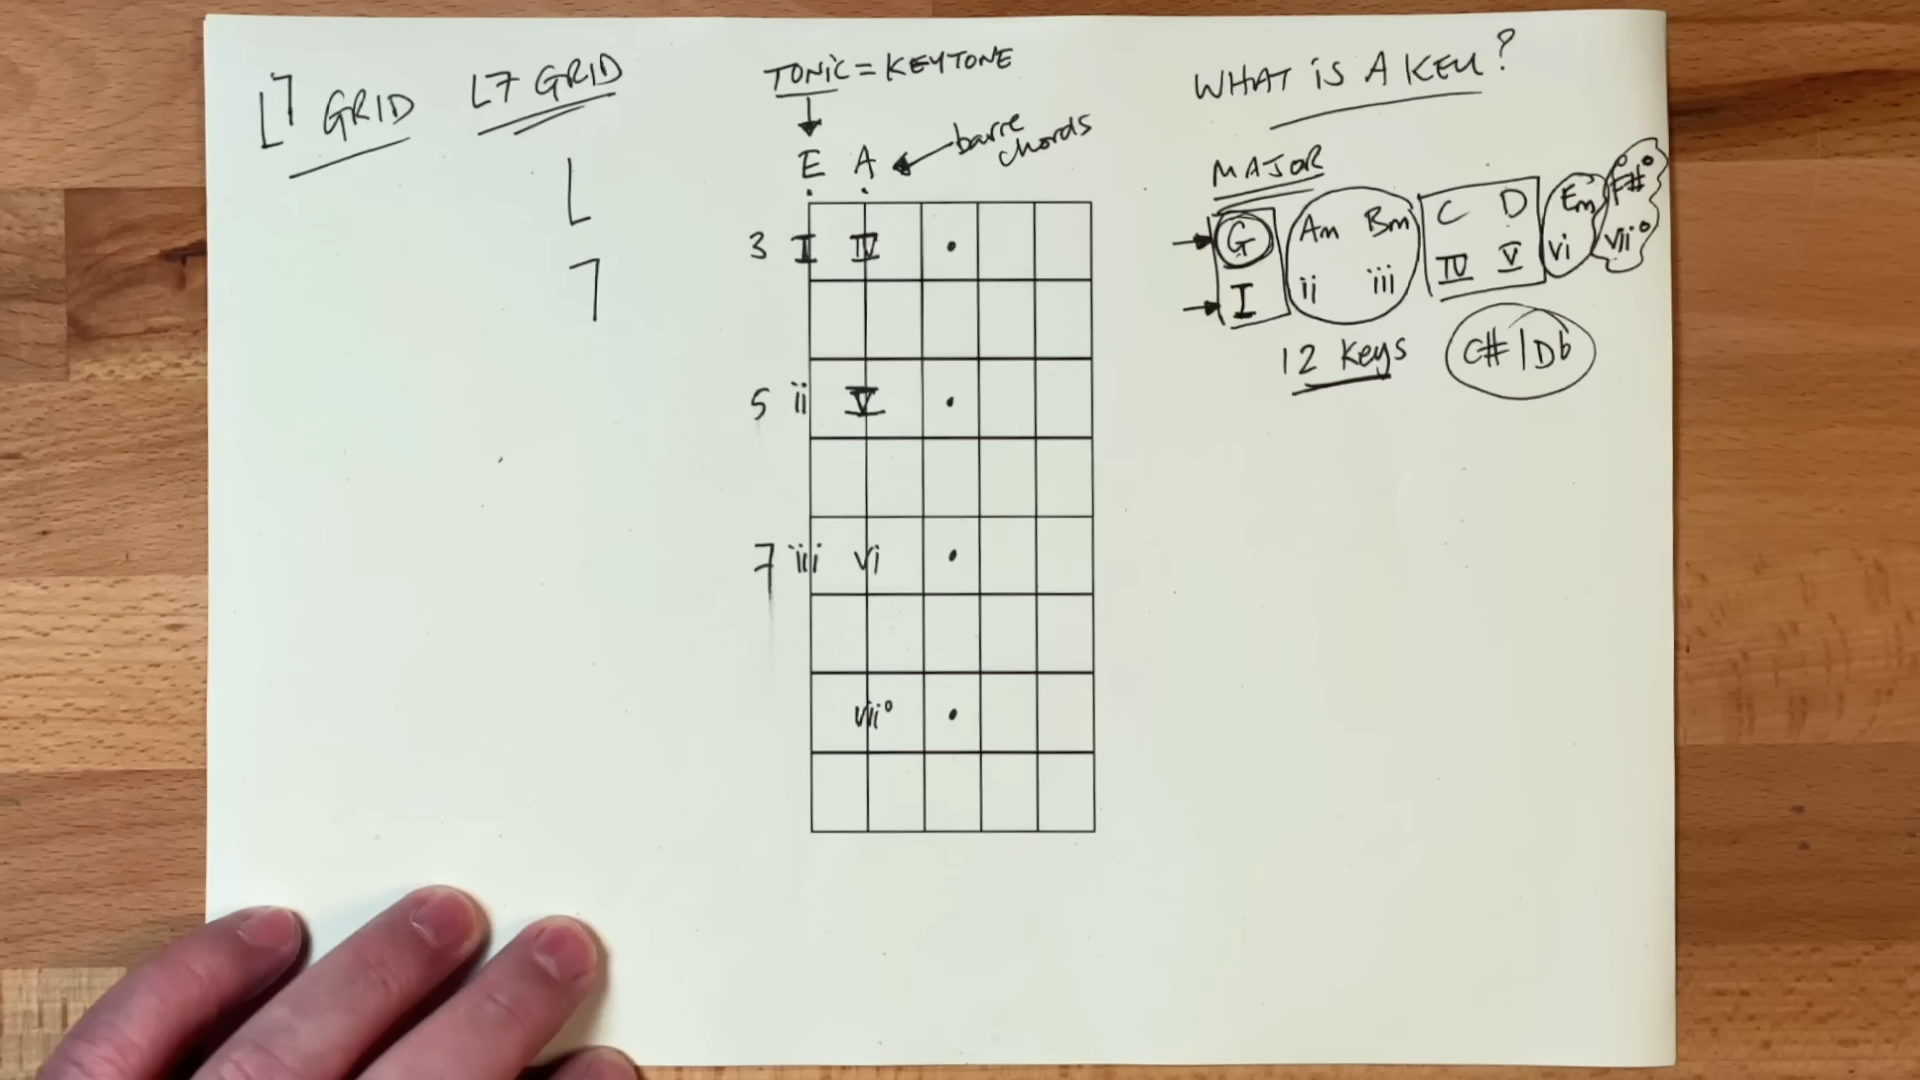 L7 GRID
L7 GRID
L
7
TONIC = KEYTONE
E A
barre
chords
3 I IV
5 ii V
7 iii vi
vii°
WHAT IS A KEY?
MAJOR
G Am Bm C D Em F#°
I ii iii IV V vi vii°
12 Keys
C# | Db